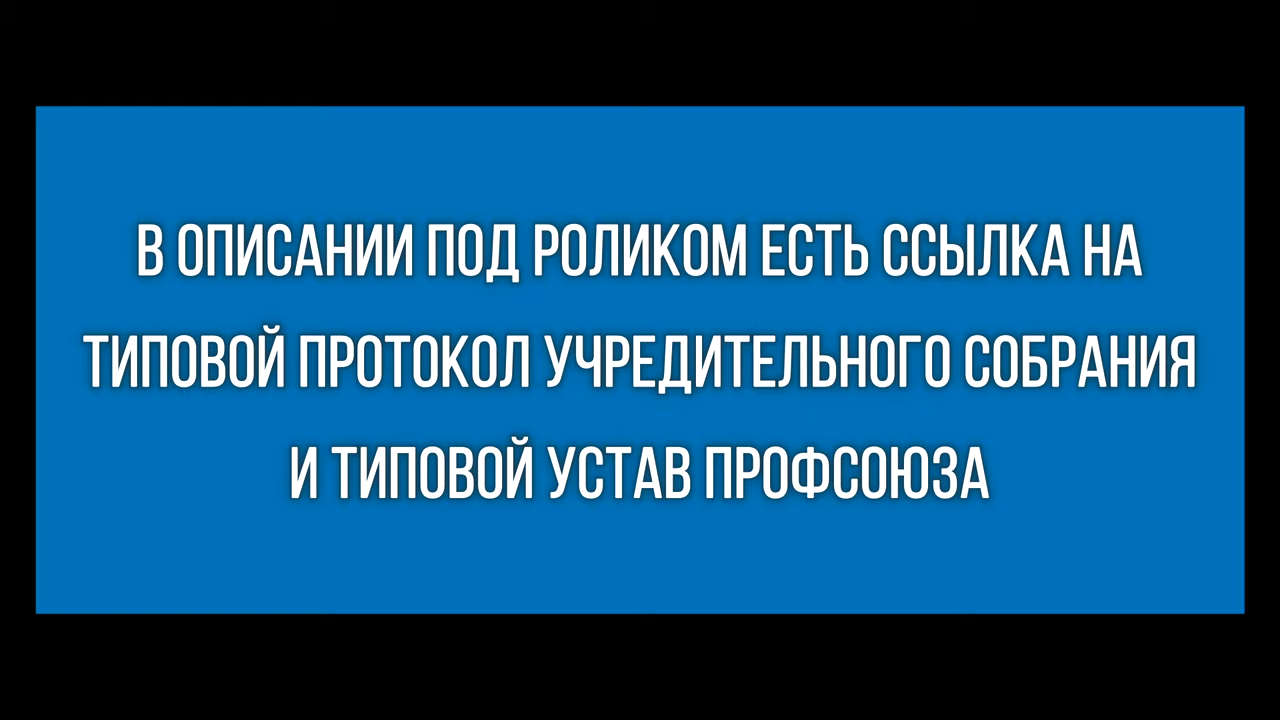 В ОПИСАНИИ ПОД РОЛИКОМ ЕСТЬ ССЫЛКА НА
ТИПОВОЙ ПРОТОКОЛ УЧРЕДИТЕЛЬНОГО СОБРАНИЯ
И ТИПОВОЙ УСТАВ ПРОФСОЮЗА